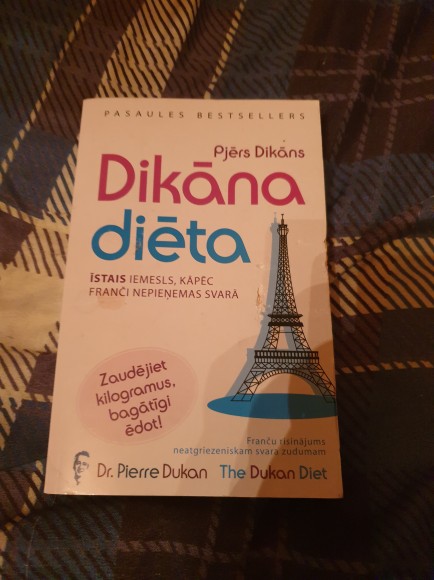 PASAULES BESTSELLERS
Pjērs Dikāns
Dikāna
diēta
ĪSTAIS IEMESLS, KĀPĒC
FRANČI NEPIEŅEMAS SVARĀ
Zaudējiet
kilogramus,
bagātīgi
ēdot!
Franču risinājums
neatgriezeniskam svara zudumam
Dr. Pierre Dukan The Dukan Diet